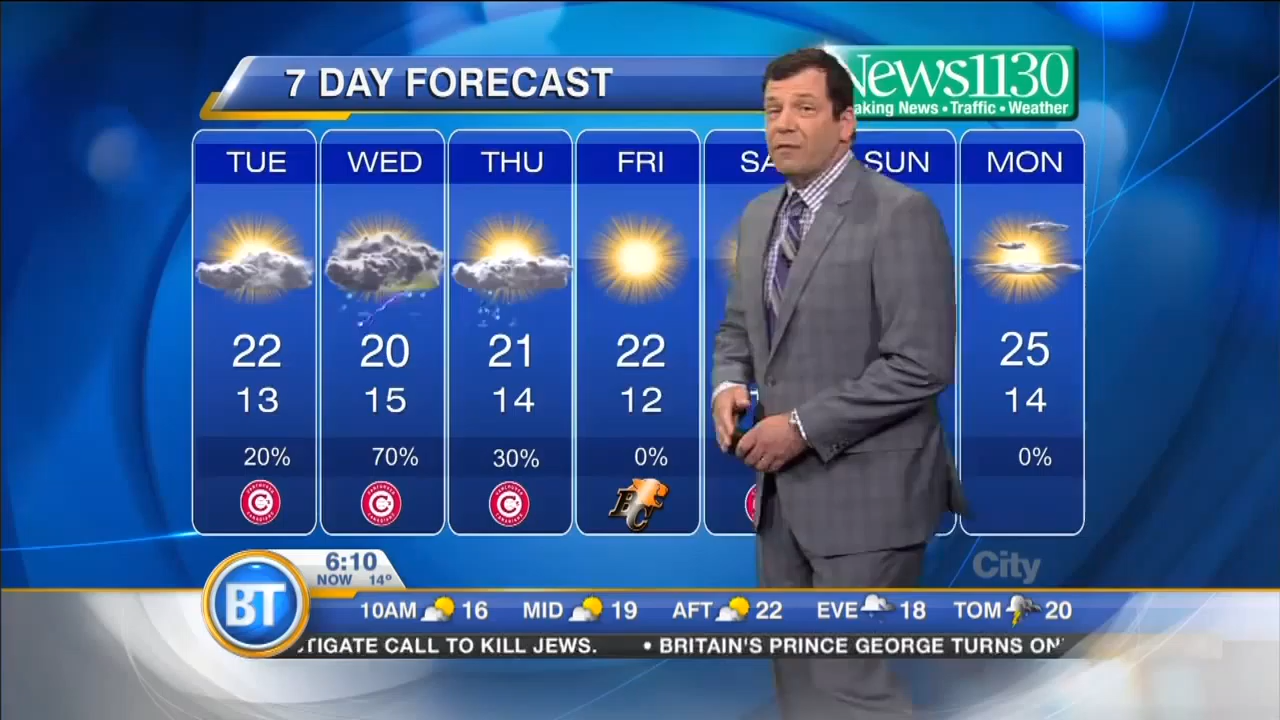 7 DAY FORECAST
News1130
aking News • Traffic • Weather
TUE WED THU FRI SA SUN MON
22 20 21 22 25
13 15 14 12 14
20% 70% 30% 0% 0%
BC
City
6:10
NOW 14°
BT
10AM 16 MID 19 AFT 22 EVE 18 TOM 20
TIGATE CALL TO KILL JEWS. • BRITAIN'S PRINCE GEORGE TURNS ON